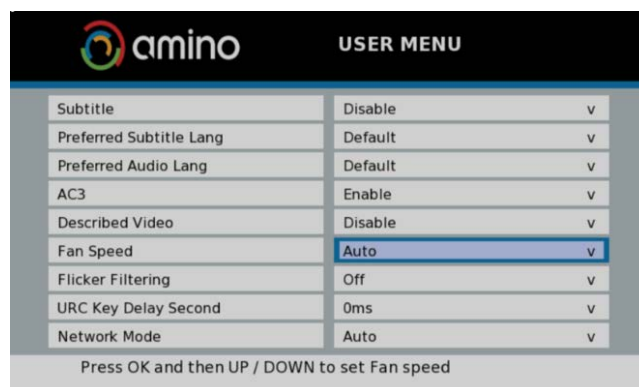 amino
USER MENU
Subtitle Disable v
Preferred Subtitle Lang Default v
Preferred Audio Lang Default v
AC3 Enable v
Described Video Disable v
Fan Speed Auto v
Flicker Filtering Off v
URC Key Delay Second 0ms v
Network Mode Auto v
Press OK and then UP / DOWN to set Fan speed